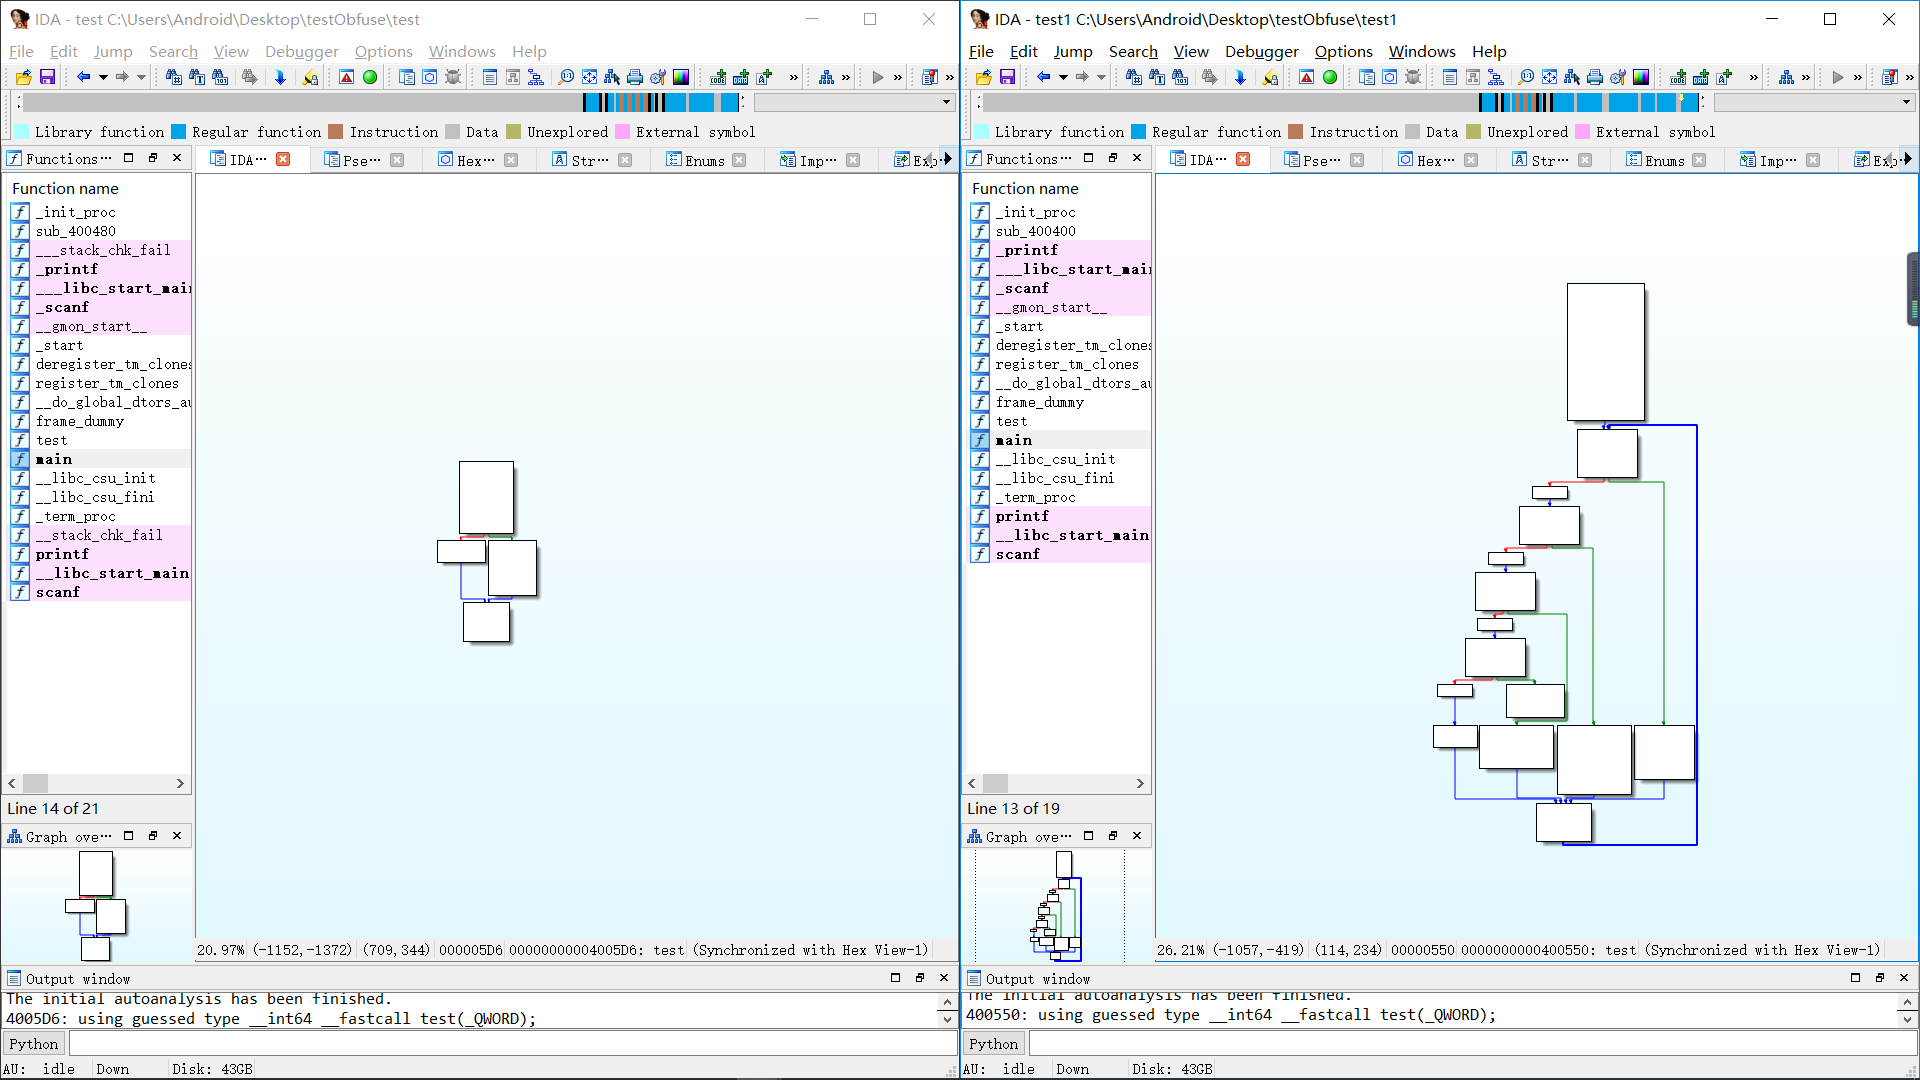 IDA - test C:\Users\Android\Desktop\testObfuse\test
File Edit Jump Search View Debugger Options Windows Help
Library function Regular function Instruction Data Unexplored External symbol
Functions··· IDA··· Pse··· Hex··· Str··· Enums Imp···
Function name
_init_proc
sub_400480
___stack_chk_fail
_printf
___libc_start_mai
_scanf
__gmon_start__
_start
deregister_tm_clones
register_tm_clones
__do_global_dtors_au
frame_dummy
test
main
__libc_csu_init
__libc_csu_fini
_term_proc
__stack_chk_fail
printf
__libc_start_main
scanf
Line 14 of 21
Graph ove···
20.97% (-1152,-1372) (709,344) 000005D6 00000000004005D6: test (Synchronized with Hex View-1)
Output window
The initial autoanalysis has been finished.
4005D6: using guessed type __int64 __fastcall test(_QWORD);
Python
AU: idle Down Disk: 43GB
IDA - test1 C:\Users\Android\Desktop\testObfuse\test1
File Edit Jump Search View Debugger Options Windows Help
Library function Regular function Instruction Data Unexplored External symbol
Functions··· IDA··· Pse··· Hex··· Str··· Enums Imp···
Function name
_init_proc
sub_400400
_printf
___libc_start_mai
_scanf
__gmon_start__
_start
deregister_tm_clones
register_tm_clones
__do_global_dtors_au
frame_dummy
test
main
__libc_csu_init
__libc_csu_fini
_term_proc
printf
__libc_start_main
scanf
Line 13 of 19
Graph ove···
26.21% (-1057,-419) (114,234) 00000550 0000000000400550: test (Synchronized with Hex View-1)
Output window
The initial autoanalysis has been finished.
400550: using guessed type __int64 __fastcall test(_QWORD);
Python
AU: idle Down Disk: 43GB